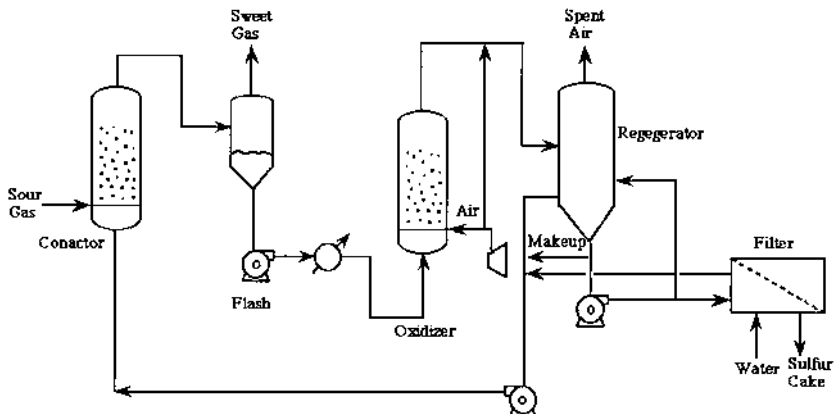 Sweet
Gas
Spent
Air
Regegerator
Sour
Gas
Air
Conactor
Makeup
Filter
Flash
Oxidizer
Water
Sulfur
Cake